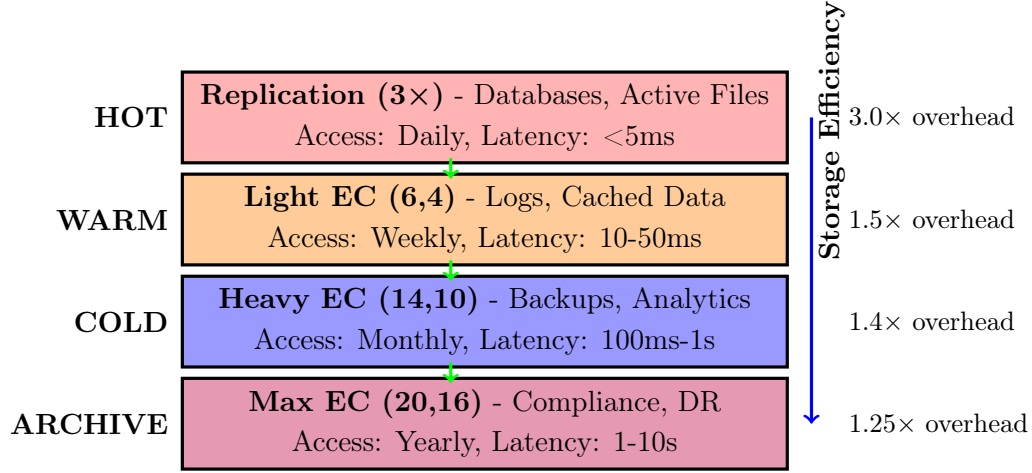 Storage Efficiency
HOT
Replication (3×) - Databases, Active Files
Access: Daily, Latency: <5ms
3.0× overhead
WARM
Light EC (6,4) - Logs, Cached Data
Access: Weekly, Latency: 10-50ms
1.5× overhead
COLD
Heavy EC (14,10) - Backups, Analytics
Access: Monthly, Latency: 100ms-1s
1.4× overhead
ARCHIVE
Max EC (20,16) - Compliance, DR
Access: Yearly, Latency: 1-10s
1.25× overhead